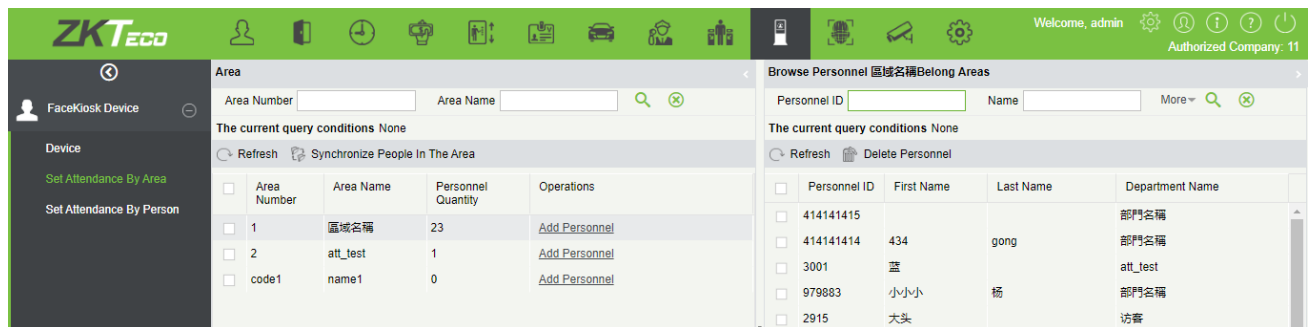 ZKTeco
Welcome, admin
Authorized Company: 11
FaceKiosk Device
Device
Set Attendance By Area
Set Attendance By Person
Area
Area Number Area Name
The current query conditions None
Refresh Synchronize People In The Area
Area Number Area Name Personnel Quantity Operations
1 區域名稱 23 Add Personnel
2 att_test 1 Add Personnel
code1 name1 0 Add Personnel
Browse Personnel 區域名稱Belong Areas
Personnel ID Name More
The current query conditions None
Refresh Delete Personnel
Personnel ID First Name Last Name Department Name
414141415 部門名稱
414141414 434 gong 部門名稱
3001 蓝 att_test
979883 小小小 杨 部門名稱
2915 大头 访客